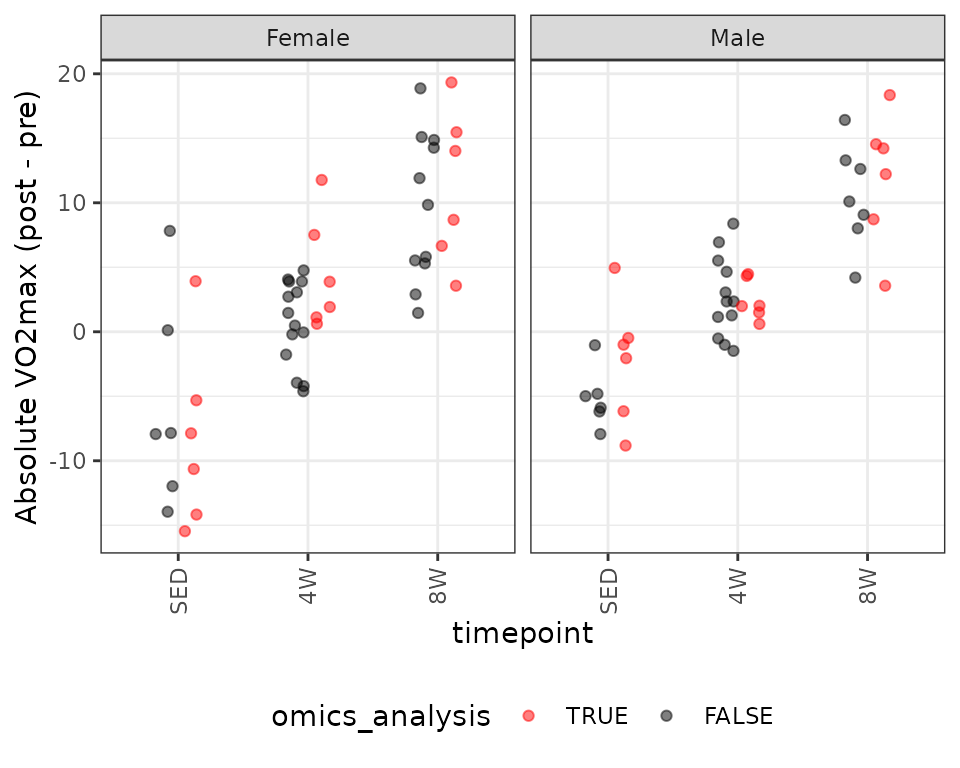 Female Male
Absolute VO2max (post - pre)
20
10
0
-10
SED 4W 8W SED 4W 8W
timepoint
omics_analysis TRUE FALSE